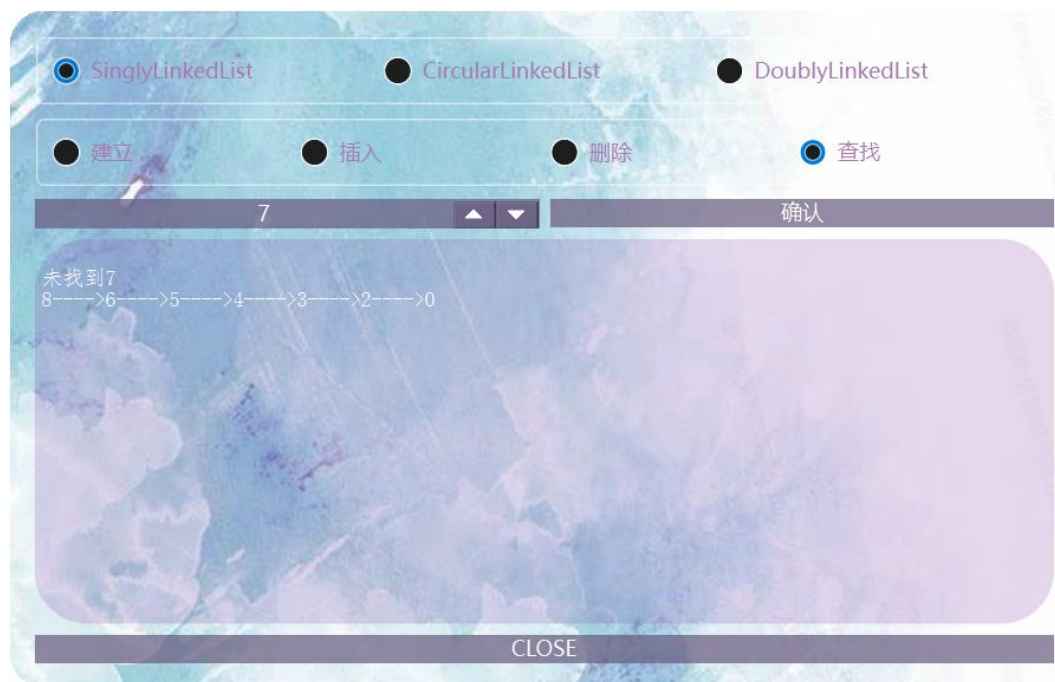 SinglyLinkedList CircularLinkedList DoublyLinkedList
建立 插入 删除 查找
7 确认
未找到7
8---->6---->5---->4---->3---->2---->0
CLOSE